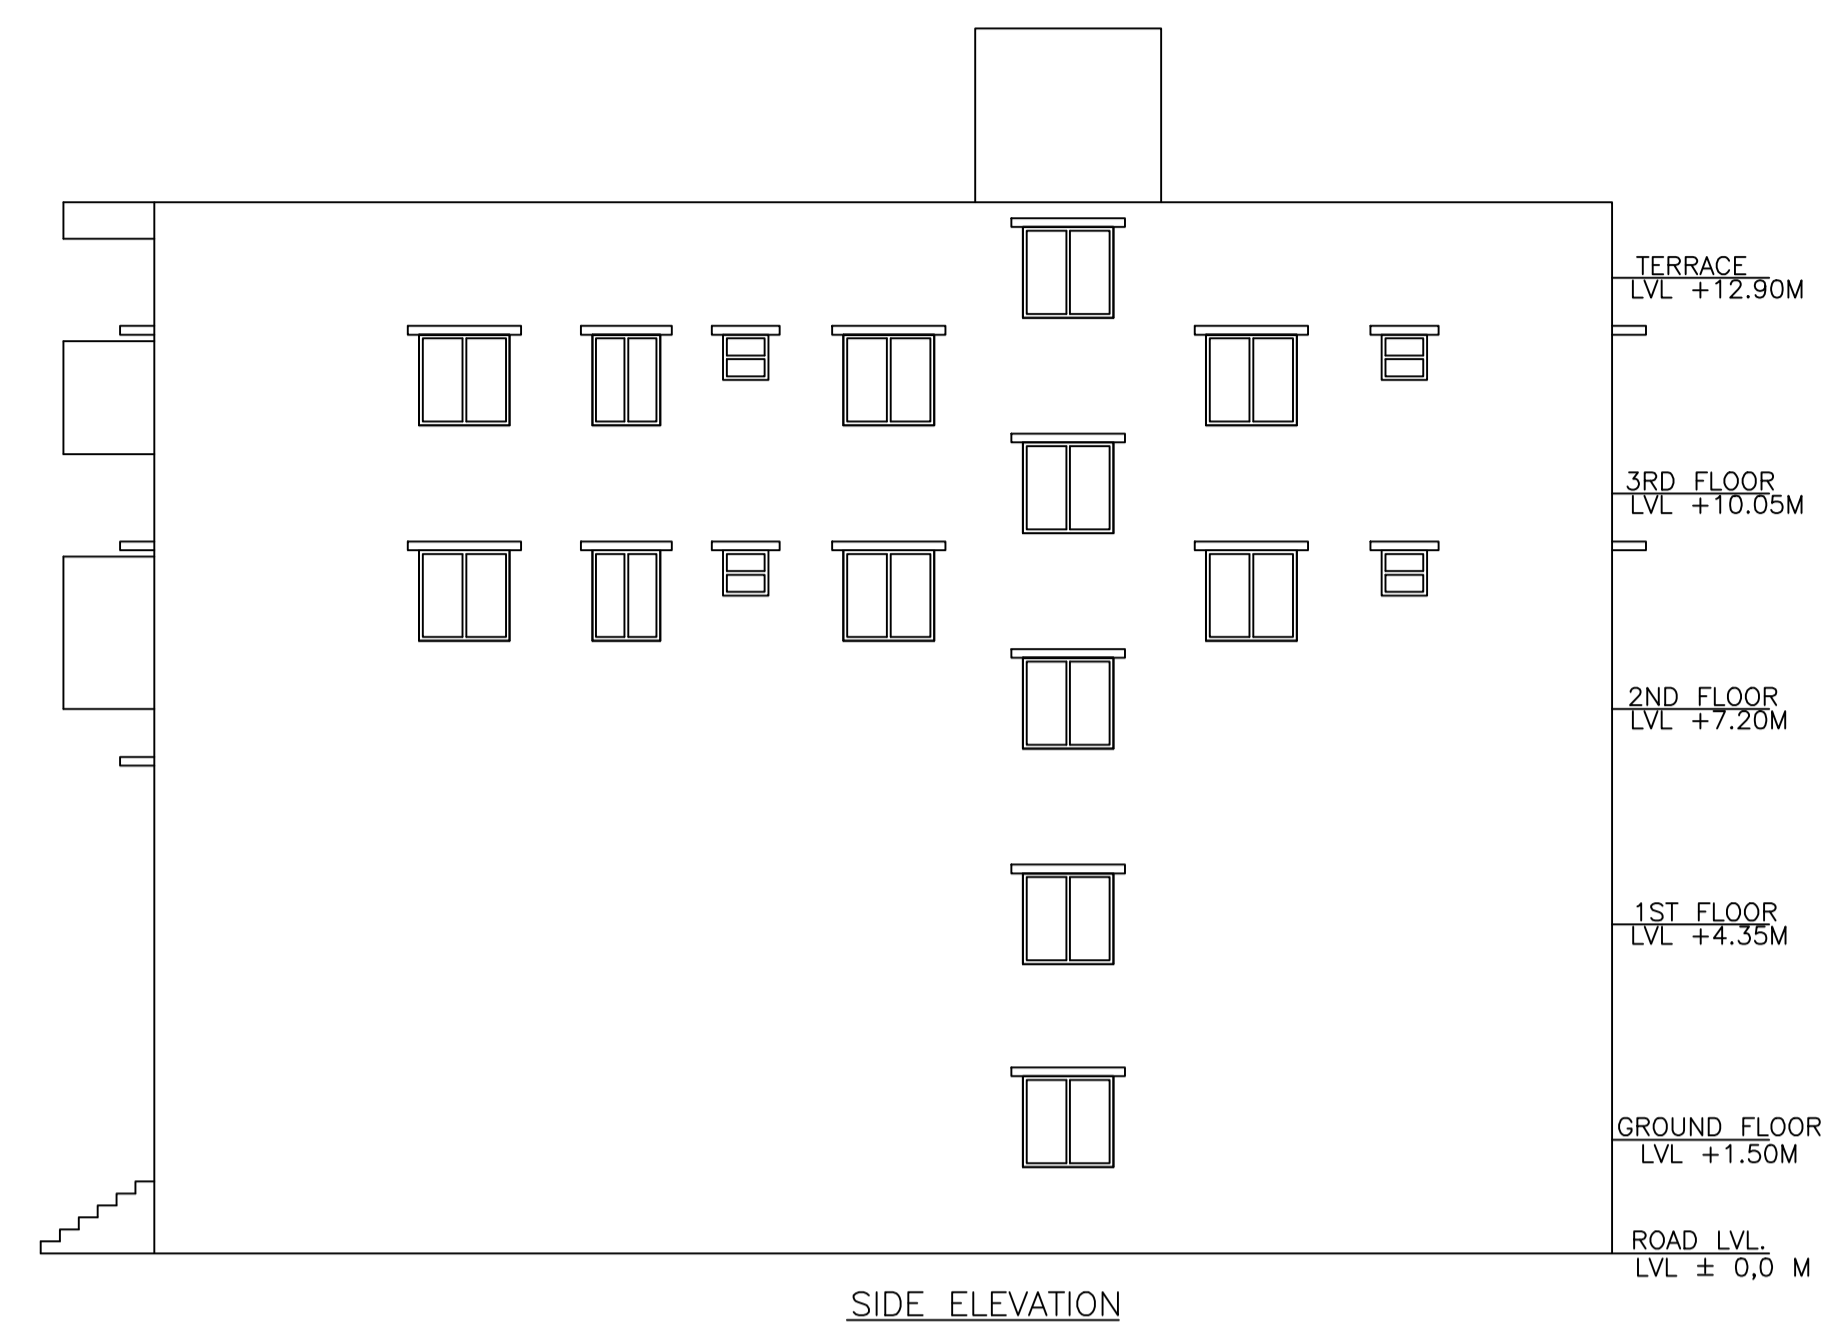 TERRACE
LVL +12.90M
3RD FLOOR
LVL +10.05M
2ND FLOOR
LVL +7.20M
1ST FLOOR
LVL +4.35M
GROUND FLOOR
LVL +1.50M
ROAD LVL.
LVL ± 0,0 M
SIDE ELEVATION